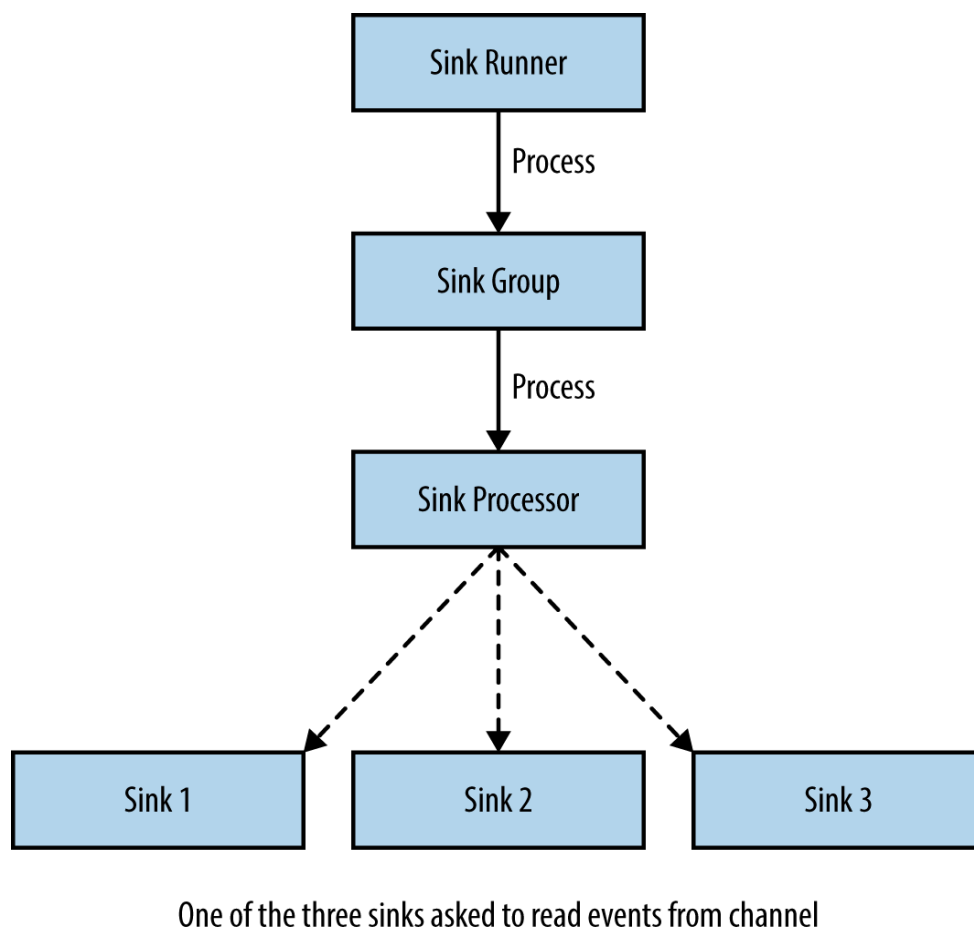 Sink Runner
Process
Sink Group
Process
Sink Processor
Sink 1
Sink 2
Sink 3
One of the three sinks asked to read events from channel